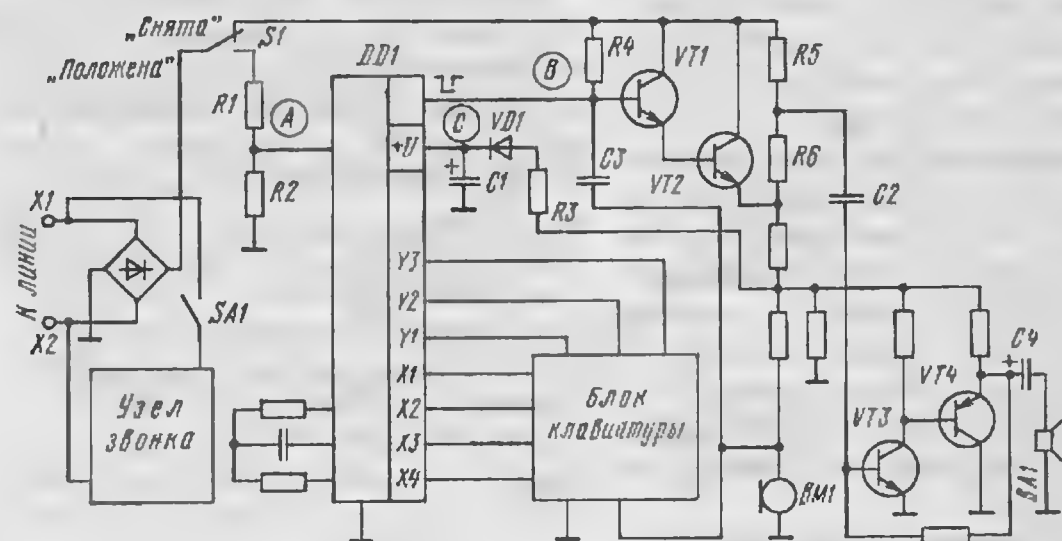 „Снята"
S1
„Положена"
R1
A
R2
X1
К линии
X2
SA1
Узел
звонка
DD1
+U
Y3
Y2
Y1
X1
X2
X3
X4
C
VD1
C1
R3
B
R4
C3
VT1
VT2
R5
R6
C2
Блок
клавиатуры
BM1
VT3
VT4
+
C4
BA1
+